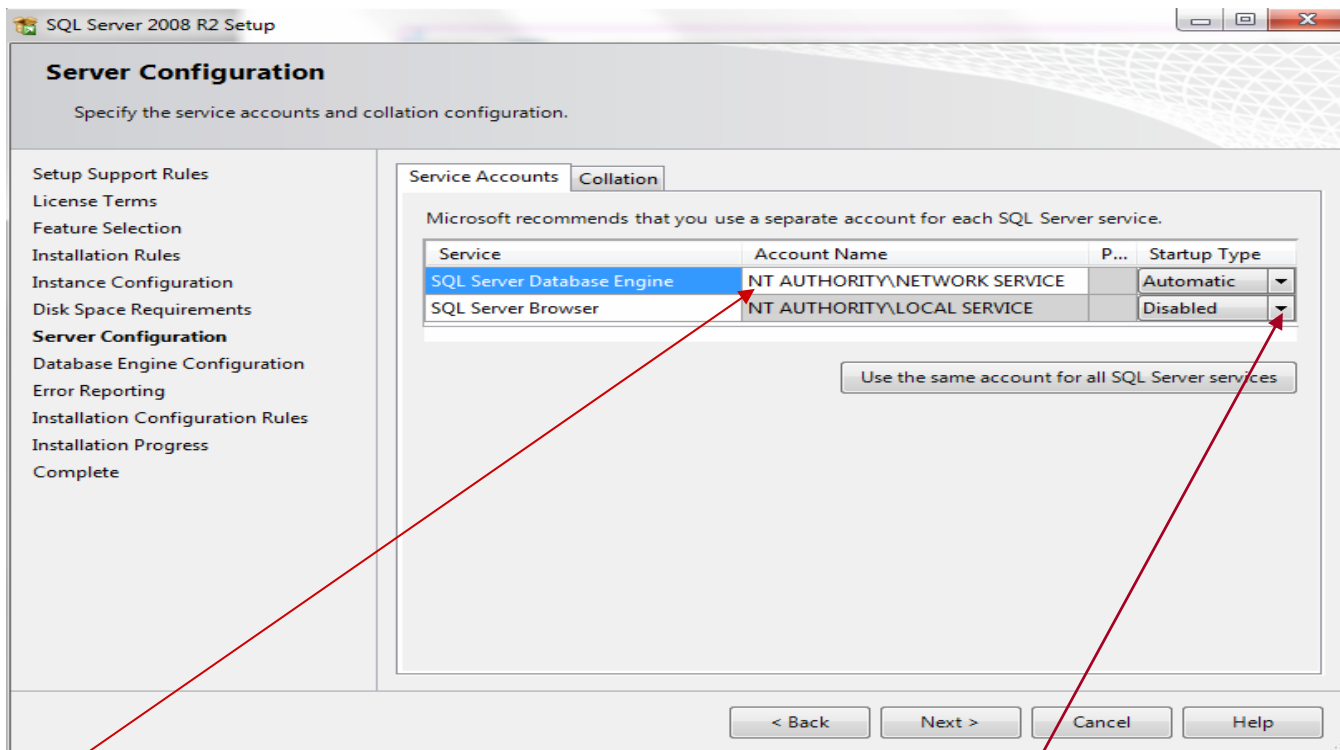 SQL Server 2008 R2 Setup
Server Configuration
Specify the service accounts and collation configuration.
Setup Support Rules
License Terms
Feature Selection
Installation Rules
Instance Configuration
Disk Space Requirements
Server Configuration
Database Engine Configuration
Error Reporting
Installation Configuration Rules
Installation Progress
Complete
Service Accounts Collation
Microsoft recommends that you use a separate account for each SQL Server service.
Service Account Name P... Startup Type
SQL Server Database Engine NT AUTHORITY\NETWORK SERVICE Automatic
SQL Server Browser NT AUTHORITY\LOCAL SERVICE Disabled
Use the same account for all SQL Server services
< Back Next > Cancel Help